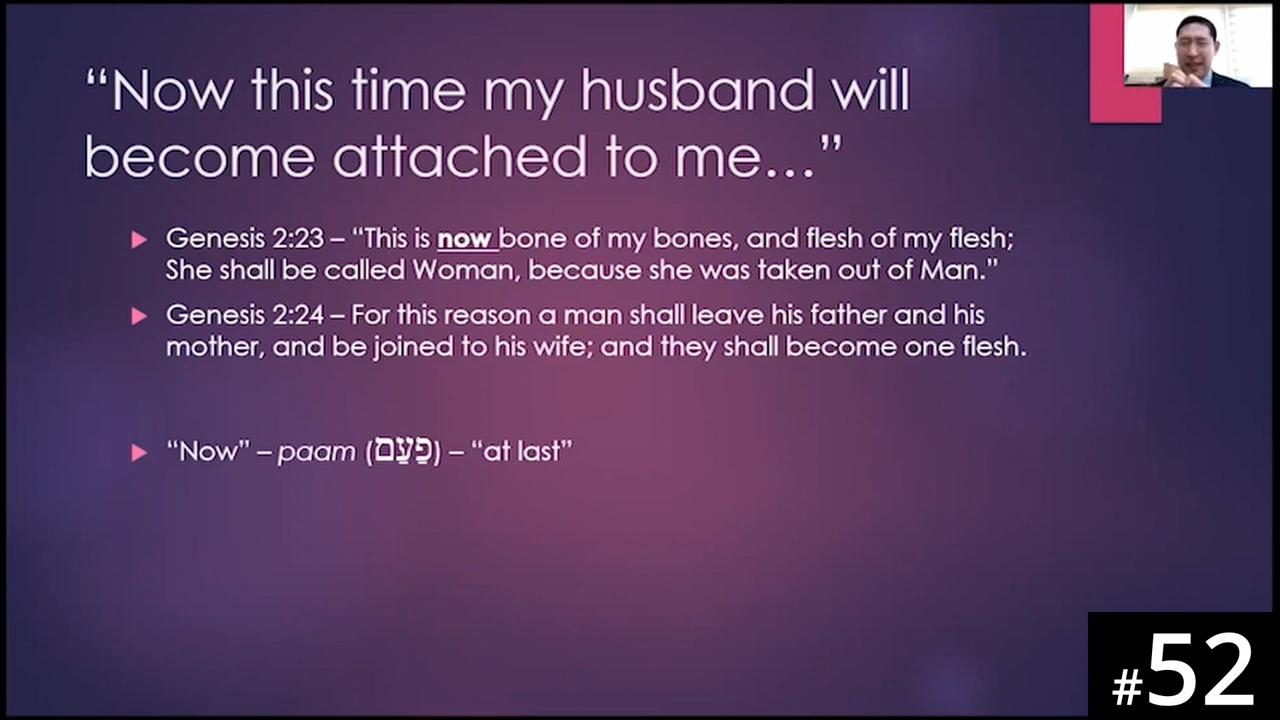 “Now this time my husband will
become attached to me…”
Genesis 2:23 – “This is now bone of my bones, and flesh of my flesh;
She shall be called Woman, because she was taken out of Man.”
Genesis 2:24 – For this reason a man shall leave his father and his
mother, and be joined to his wife; and they shall become one flesh.
“Now” – paam (פַּעַם) – “at last”
#52